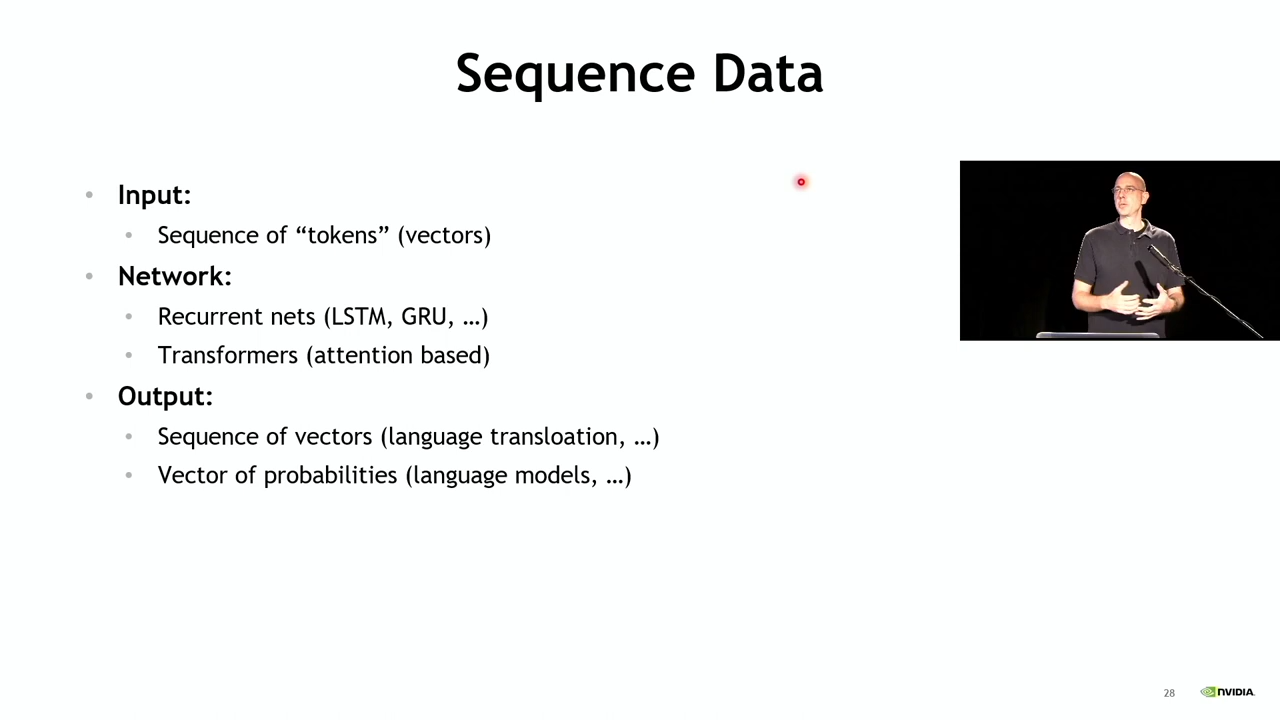 Sequence Data
• Input:
• Sequence of “tokens” (vectors)
• Network:
• Recurrent nets (LSTM, GRU, …)
• Transformers (attention based)
• Output:
• Sequence of vectors (language transloation, …)
• Vector of probabilities (language models, …)
28 NVIDIA.